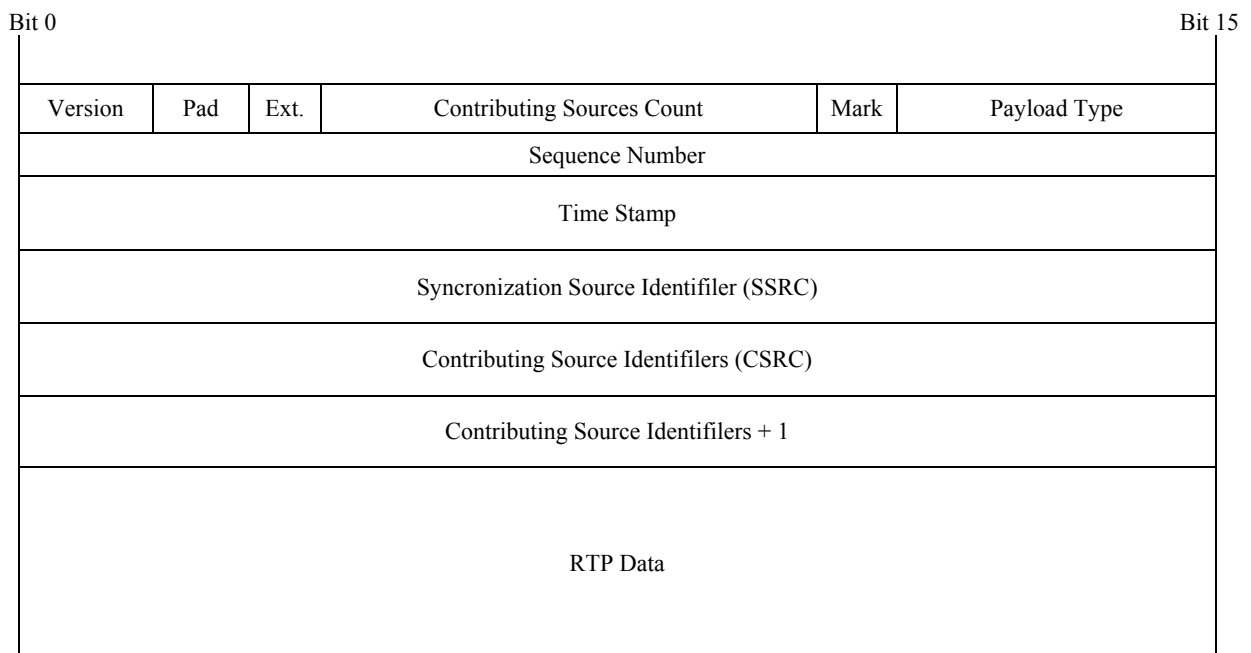 Bit 0 Bit 15
Version Pad Ext. Contributing Sources Count Mark Payload Type
Sequence Number
Time Stamp
Syncronization Source Identifiler (SSRC)
Contributing Source Identifilers (CSRC)
Contributing Source Identifilers + 1
RTP Data